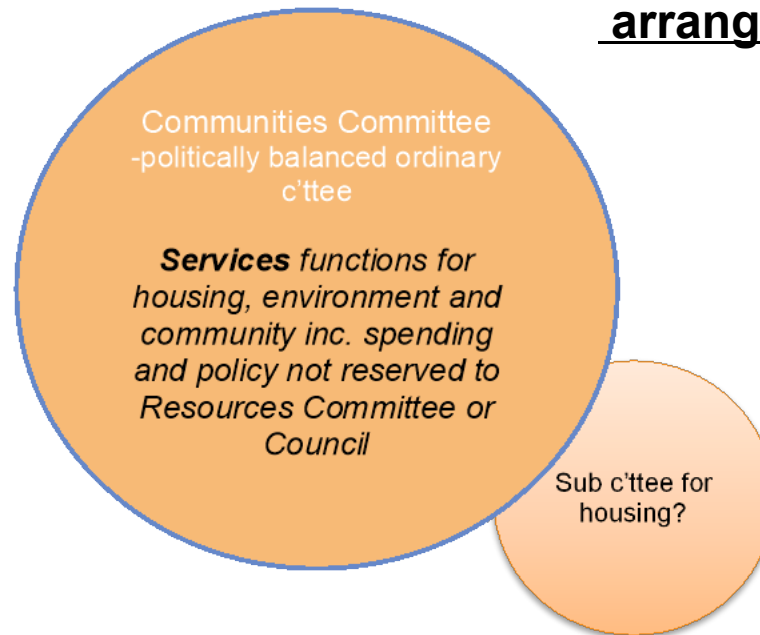 arrang
Communities Committee
-politically balanced ordinary
c'ttee
Services functions for
housing, environment and
community inc. spending
and policy not reserved to
Resources Committee or
Council
Sub c'ttee for
housing?